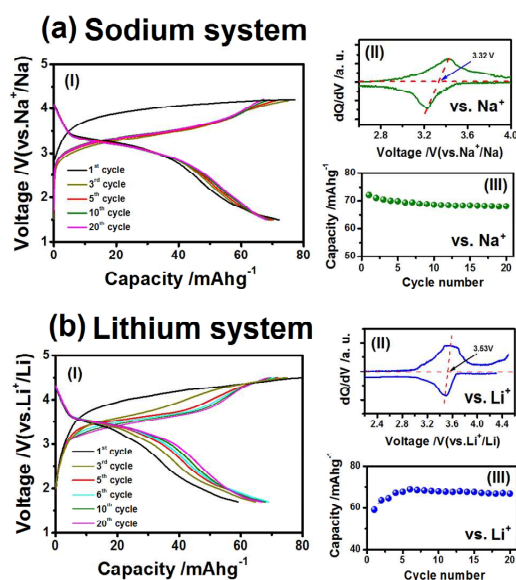 (a) Sodium system
(I)
Voltage /V(vs.Na⁺/Na)
5
4
3
2
1
1st cycle
3rd cycle
5th cycle
10th cycle
20th cycle
0 20 40 60 80
Capacity /mAhg⁻¹
(II)
dQ/dV /a. u.
3.32 V
vs. Na⁺
2.8 3.2 3.6 4.0
Voltage /V(vs.Na⁺/Na)
(III)
Capacity /mAhg⁻¹
80
70
60
50
vs. Na⁺
0 5 10 15 20
Cycle number
(b) Lithium system
(I)
Voltage /V(vs.Li⁺/Li)
5
4
3
2
1
1st cycle
3rd cycle
5th cycle
6th cycle
10th cycle
20th cycle
0 20 40 60 80
Capacity /mAhg⁻¹
(II)
dQ/dV /a. u.
3.53V
vs. Li⁺
2.4 3.0 3.6 4.2
Voltage /V(vs.Li⁺/Li)
(III)
Capacity /mAhg⁻¹
80
60
40
20
0
vs. Li⁺
0 5 10 15 20
Cycle number